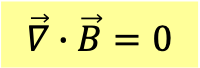 ∇⃗ · B⃗ = 0